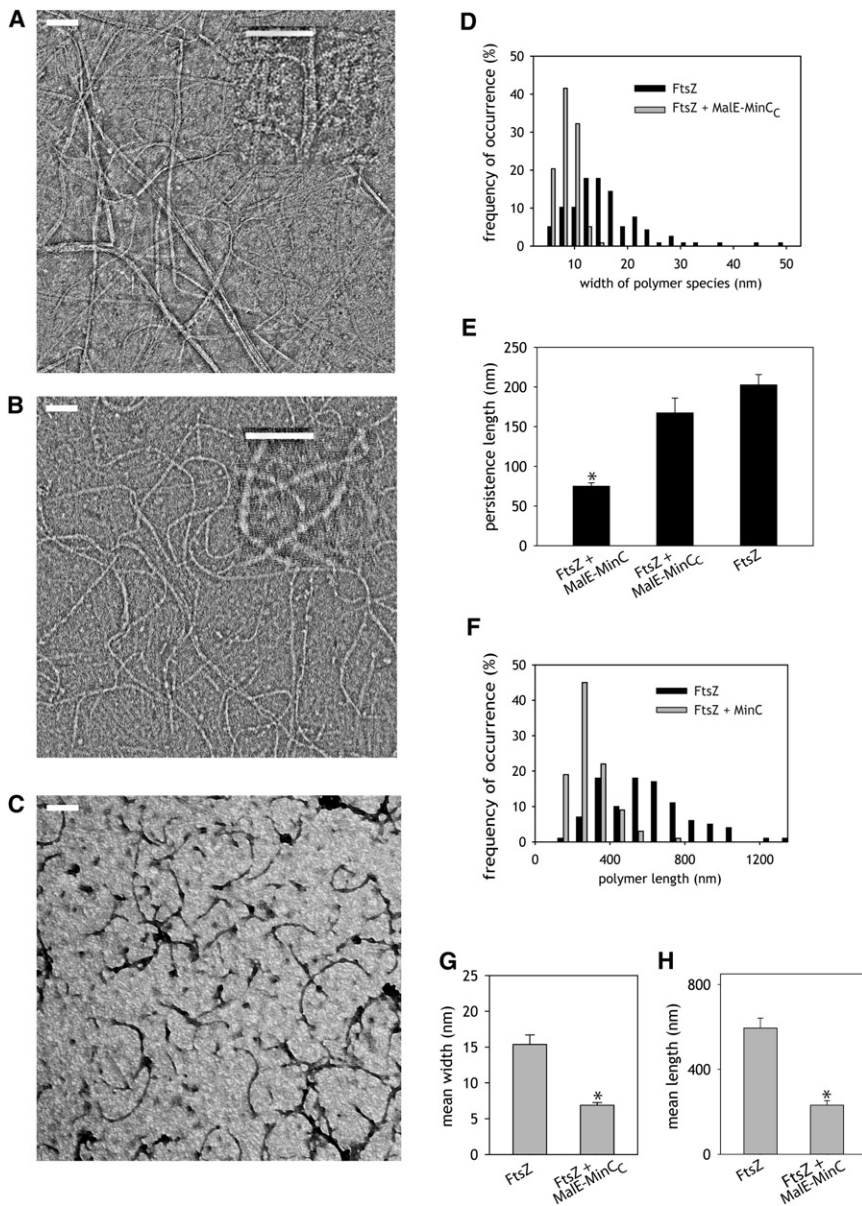 A
B
C
D
frequency of occurrence (%)
50
40
30
20
10
0
FtsZ
FtsZ + MalE-MinCC
10
20
30
40
50
width of polymer species (nm)
E
persistence length (nm)
250
200
150
100
50
0
*
FtsZ +
MalE-MinC
FtsZ +
MalE-MinCC
FtsZ
F
frequency of occurrence (%)
50
40
30
20
10
0
FtsZ
FtsZ + MinC
0
400
800
1200
polymer length (nm)
G
mean width (nm)
25
20
15
10
5
0
*
FtsZ
FtsZ +
MalE-MinCC
H
mean length (nm)
800
400
0
*
FtsZ
FtsZ +
MalE-MinC